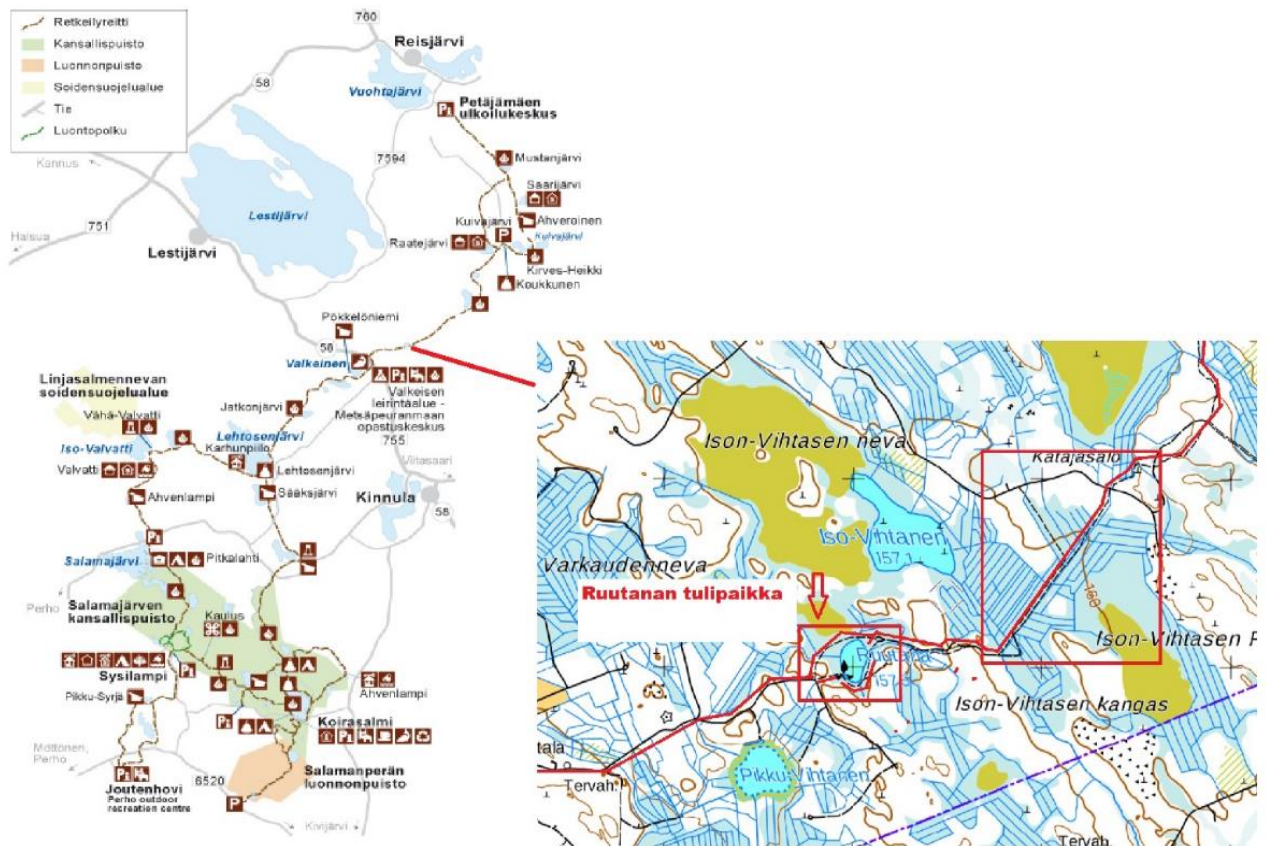 Retkeilyreitti
Kansallispuisto
Luonnonpuisto
Soidensuojelualue
Tie
Luontopolku
760
Reisjärvi
58
Vuohtajärvi
Petäjämäen
ulkoilukeskus
Kannus
7594
Mustanjärvi
Saarijärvi
Lestijärvi
751
Kuivajärvi
Ahveroinen
P
Kuivajärvi
Halsua
Lestijärvi
Raatejärvi
Kirves-Heikki
Koukkunen
Pökkelöniemi
58
Valkeinen
Linjasalmennevan
soidensuojelualue
Valkeisen
leirintäalue -
Metsäpeuranmaan
opastuskeskus
Jatkonjärvi
Vähä-Valvatti
Lehtosenjärvi
755
Iso-Valvatti
Karhunpiilo
Viitasaari
Valvatti
Lehtosenjärvi
Ahvenlampi
Sääksjärvi
Kinnula
58
Salamajärvi
Pitkälahti
Perho
Salamajärven
kansallispuisto
Kaulus
Sysilampi
Pikku-Syrjä
Ahvenlampi
Koirasalmi
Möttönen,
Perho
6520
Salamanperän
luonnonpuisto
Joutenhovi
Perho outdoor
recreation centre
P
Kivijärvi
Ison-Vihtasen neva
Katajasalo
Iso-Vihtanen
157.1
Varkaudenneva
Ruutanan tulipaikka
160
Ruutana
157.
Ison-Vihtasen P
Ison-Vihtasen kangas
tala
Tervah.
Pikku-Vihtanen
Tervah.